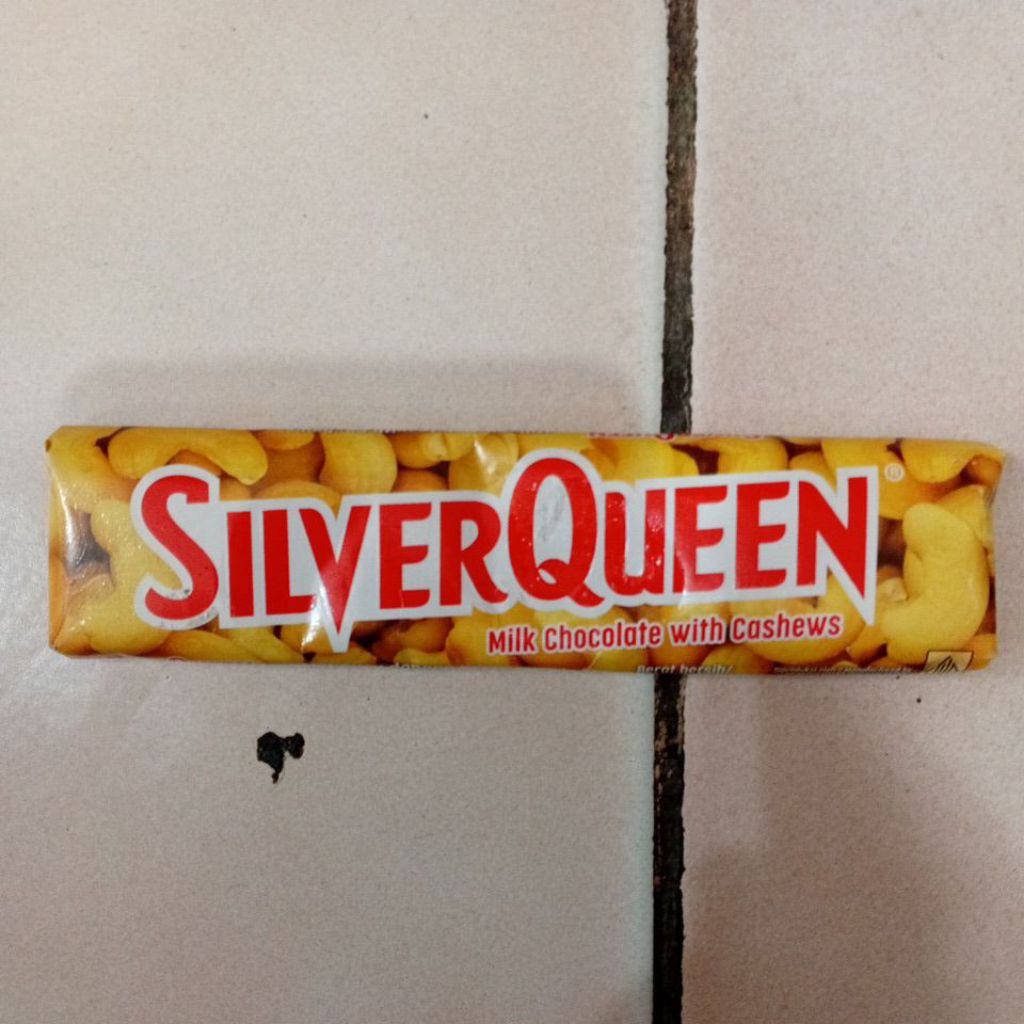 SILVERQUEEN®
Milk Chocolate with Cashews
Berat bersih/